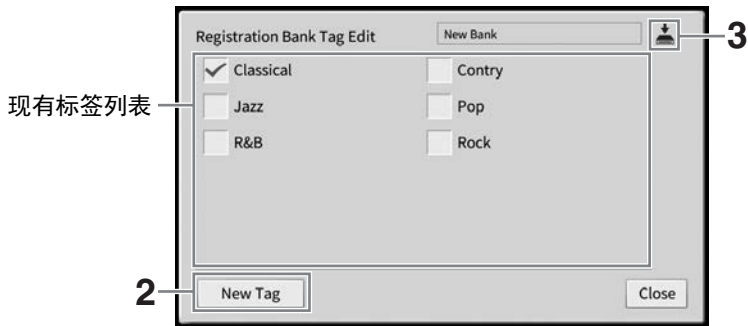 Registration Bank Tag Edit New Bank 3
Classical Contry
现有标签列表 Jazz Pop
R&B Rock
2 New Tag Close